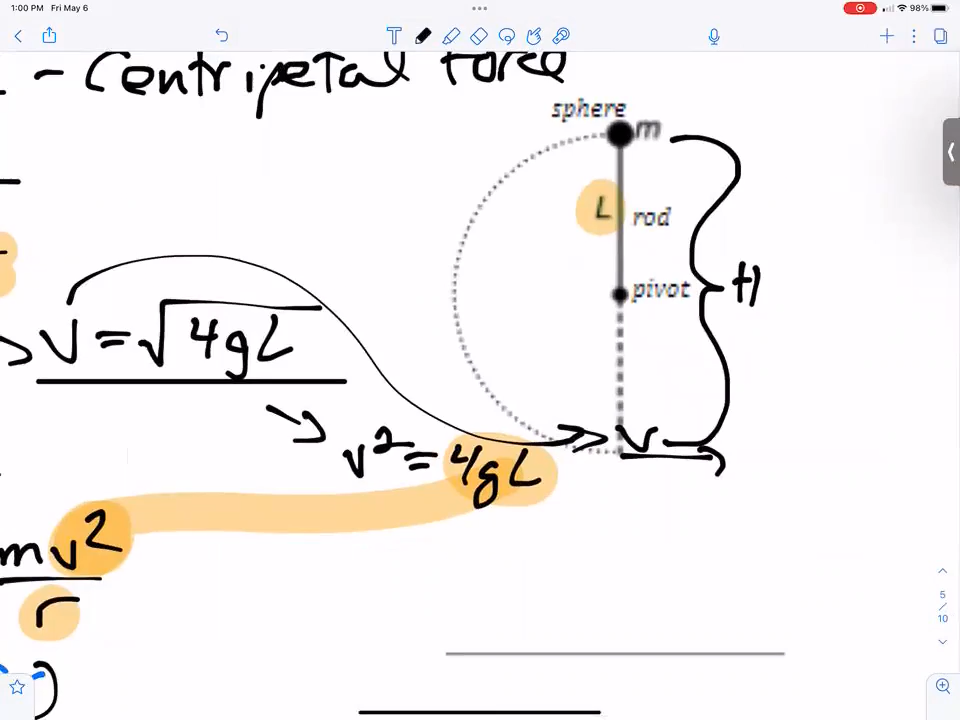 1:00 PM Fri May 6
98%
- Centripetal Force
sphere
m
L
rod
pivot
H
v = √4gL
v
v² = 4gL
mv²
r
)
5
/
10